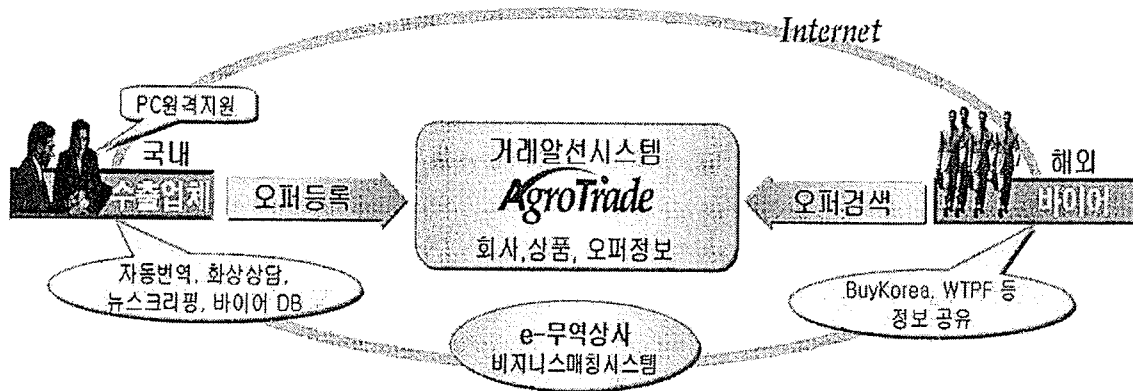 Internet
PC원격지원
국내
수출업체
오퍼등록
거래알선시스템
AgroTrade
회사,상품, 오퍼정보
오퍼검색
해외
바이어
자동번역, 화상상담,
뉴스크리핑, 바이어 DB
e-무역상사
비지니스매칭시스템
BuyKorea, WTPF 등
정보 공유